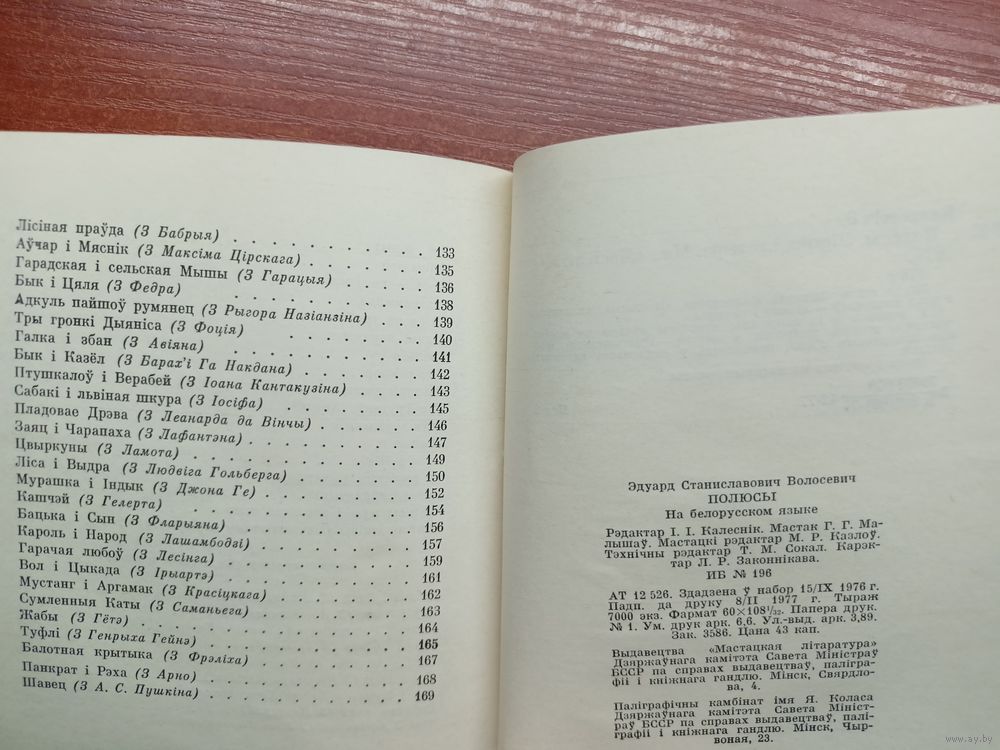 Лісіная праўда (З Бабрыя) . . . . . . . . 133
Аўчар і Мяснік (З Максіма Цірскага) . . . . . 135
Гарадская і сельская Мышы (З Гарацыя) . . . . 136
Бык і Цяля (З Федра) . . . . . . . . 138
Адкуль пайшоў румянец (З Рыгора Назіанзіна) . . . 139
Тры гронкі Дыяніса (З Фоція) . . . . . . . 140
Галка і збан (З Авіяна) . . . . . . . . 141
Бык і Казёл (З Барах'і Га Накдана) . . . . . 142
Птушкалоў і Верабей (З Іоана Кантакузіна) . . . . 143
Сабакі і львіная шкура (З Іосіфа) . . . . . . 145
Пладовае Дрэва (З Леанарда да Вінчы) . . . . . 146
Заяц і Чарапаха (З Лафантэна) . . . . . . . 147
Цвыркуны (З Ламота) . . . . . . . . . 149
Ліса і Выдра (З Людвіга Гольберга) . . . . . 150
Мурашка і Індык (З Джона Ге) . . . . . . . 152
Кашчэй (З Гелерта) . . . . . . . . . 154
Бацька і Сын (З Фларыяна) . . . . . . . . 156
Кароль і Народ (З Лашамбодзі) . . . . . . . 157
Гарачая любоў (З Лесінга) . . . . . . . . 159
Вол і Цыкада (З Ірыартэ) . . . . . . . . 161
Мустанг і Аргамак (З Красіцкага) . . . . . . 162
Сумленныя Каты (З Саманьега) . . . . . . . 163
Жабы (З Гётэ) . . . . . . . . . . 164
Туфлі (З Генрыха Гейнэ) . . . . . . . . 165
Балотная крытыка (З Фрэліха) . . . . . . . 167
Панкрат і Рэха (З Арно) . . . . . . . . 168
Шавец (З А. С. Пушкіна) . . . . . . . . 169
Эдуард Станиславович Волосевич
ПОЛЮСЫ
На белорусском языке
Рэдактар І. І. Калеснік. Мастак Г. Г. Ма-
лышаў. Мастацкі рэдактар М. Р. Казлоў.
Тэхнічны рэдактар Т. М. Сокал. Карэк-
тар Л. Р. Законнікава.
ИБ № 196
АТ 12 526. Здадзена ў набор 15/IX 1976 г.
Падп. да друку 8/II 1977 г. Тыраж
7000 экз. Фармат 60×108¹/₃₂. Папера друк.
№ 1. Ум. друк арк. 6,6. Ул.-выд. арк. 3,89.
Зак. 3586. Цана 43 кап.
Выдавецтва «Мастацкая літаратура»
Дзяржаўнага камітэта Савета Міністраў
БССР па справах выдавецтваў, палігра-
фіі і кніжнага гандлю. Мінск, Свярдло-
ва, 4.
Паліграфічны камбінат імя Я. Коласа
Дзяржаўнага камітэта Савета Мініст-
раў БССР па справах выдавецтваў, палі-
графіі і кніжнага гандлю. Мінск, Чыр-
воная, 23.
www.ay.by